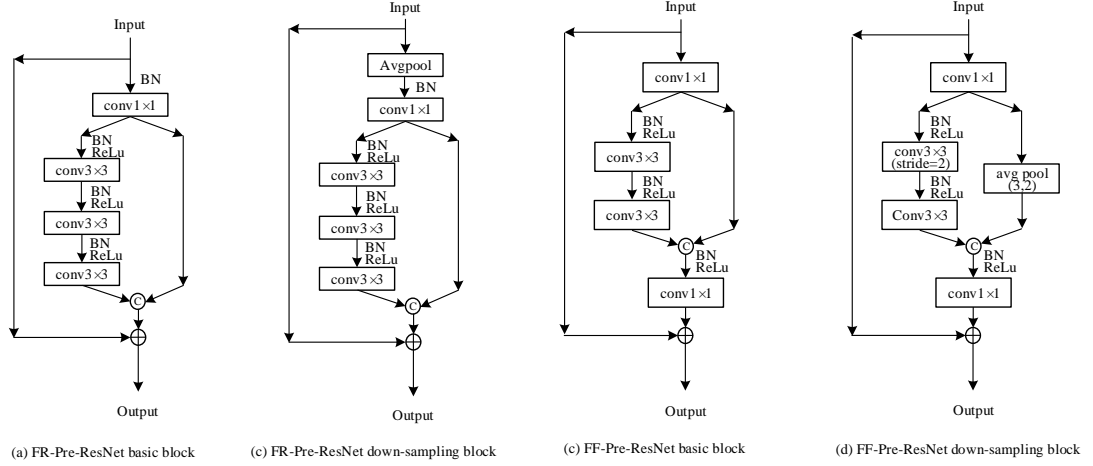 Input
BN
conv1×1
BN
ReLu
conv3×3
BN
ReLu
conv3×3
BN
ReLu
conv3×3
C
Output
(a) FR-Pre-ResNet basic block
Input
Avgpool
BN
conv1×1
BN
ReLu
conv3×3
BN
ReLu
conv3×3
BN
ReLu
conv3×3
C
Output
(c) FR-Pre-ResNet down-sampling block
Input
conv1×1
BN
ReLu
conv3×3
BN
ReLu
conv3×3
C
BN
ReLu
conv1×1
Output
(c) FF-Pre-ResNet basic block
Input
conv1×1
BN
ReLu
conv3×3
(stride=2)
avg pool
(3,2)
BN
ReLu
Conv3×3
C
BN
ReLu
conv1×1
Output
(d) FF-Pre-ResNet down-sampling block